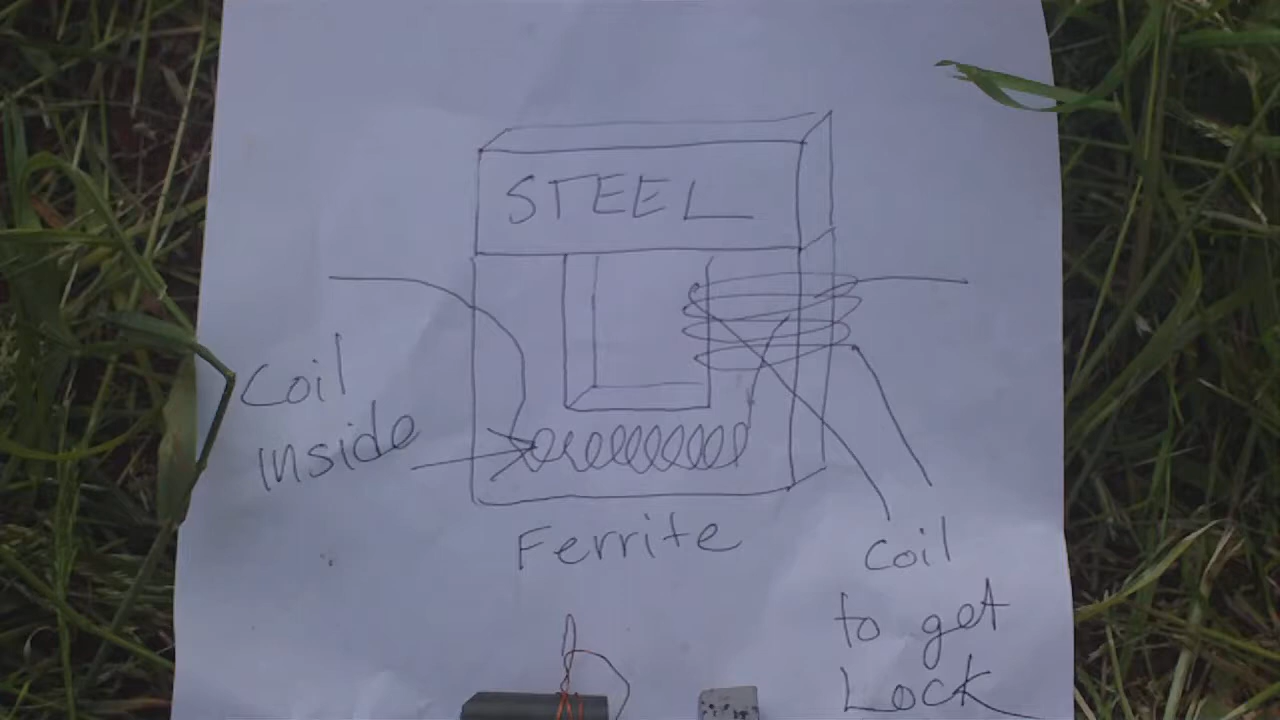 STEEL
Coil
inside
Ferrite
Coil
to get
Lock